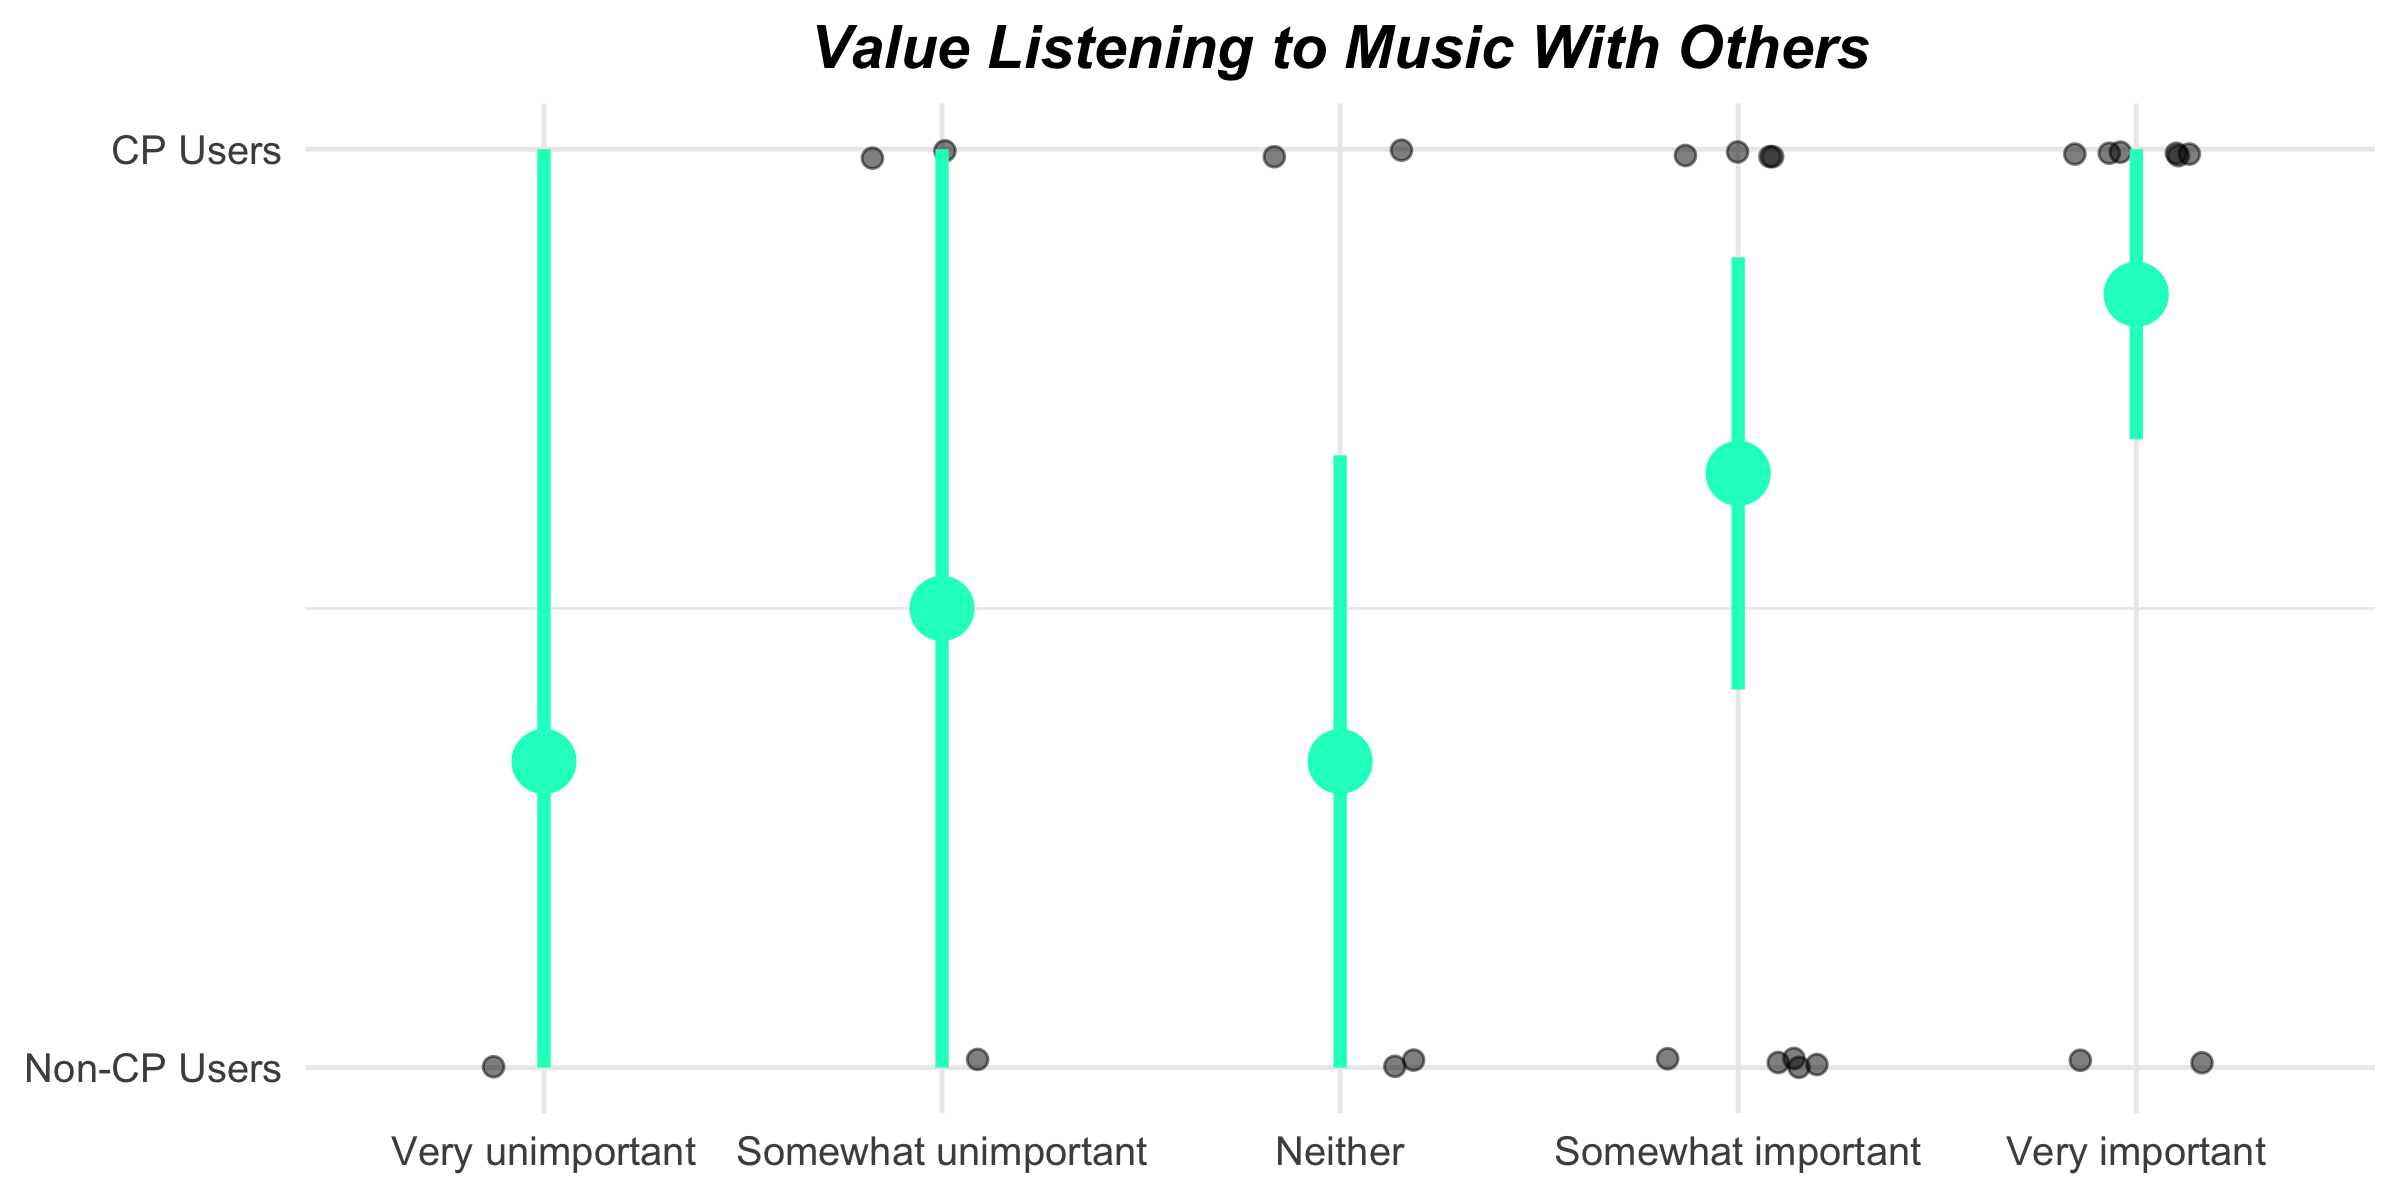 Value Listening to Music With Others
CP Users
Non-CP Users
Very unimportant
Somewhat unimportant
Neither
Somewhat important
Very important